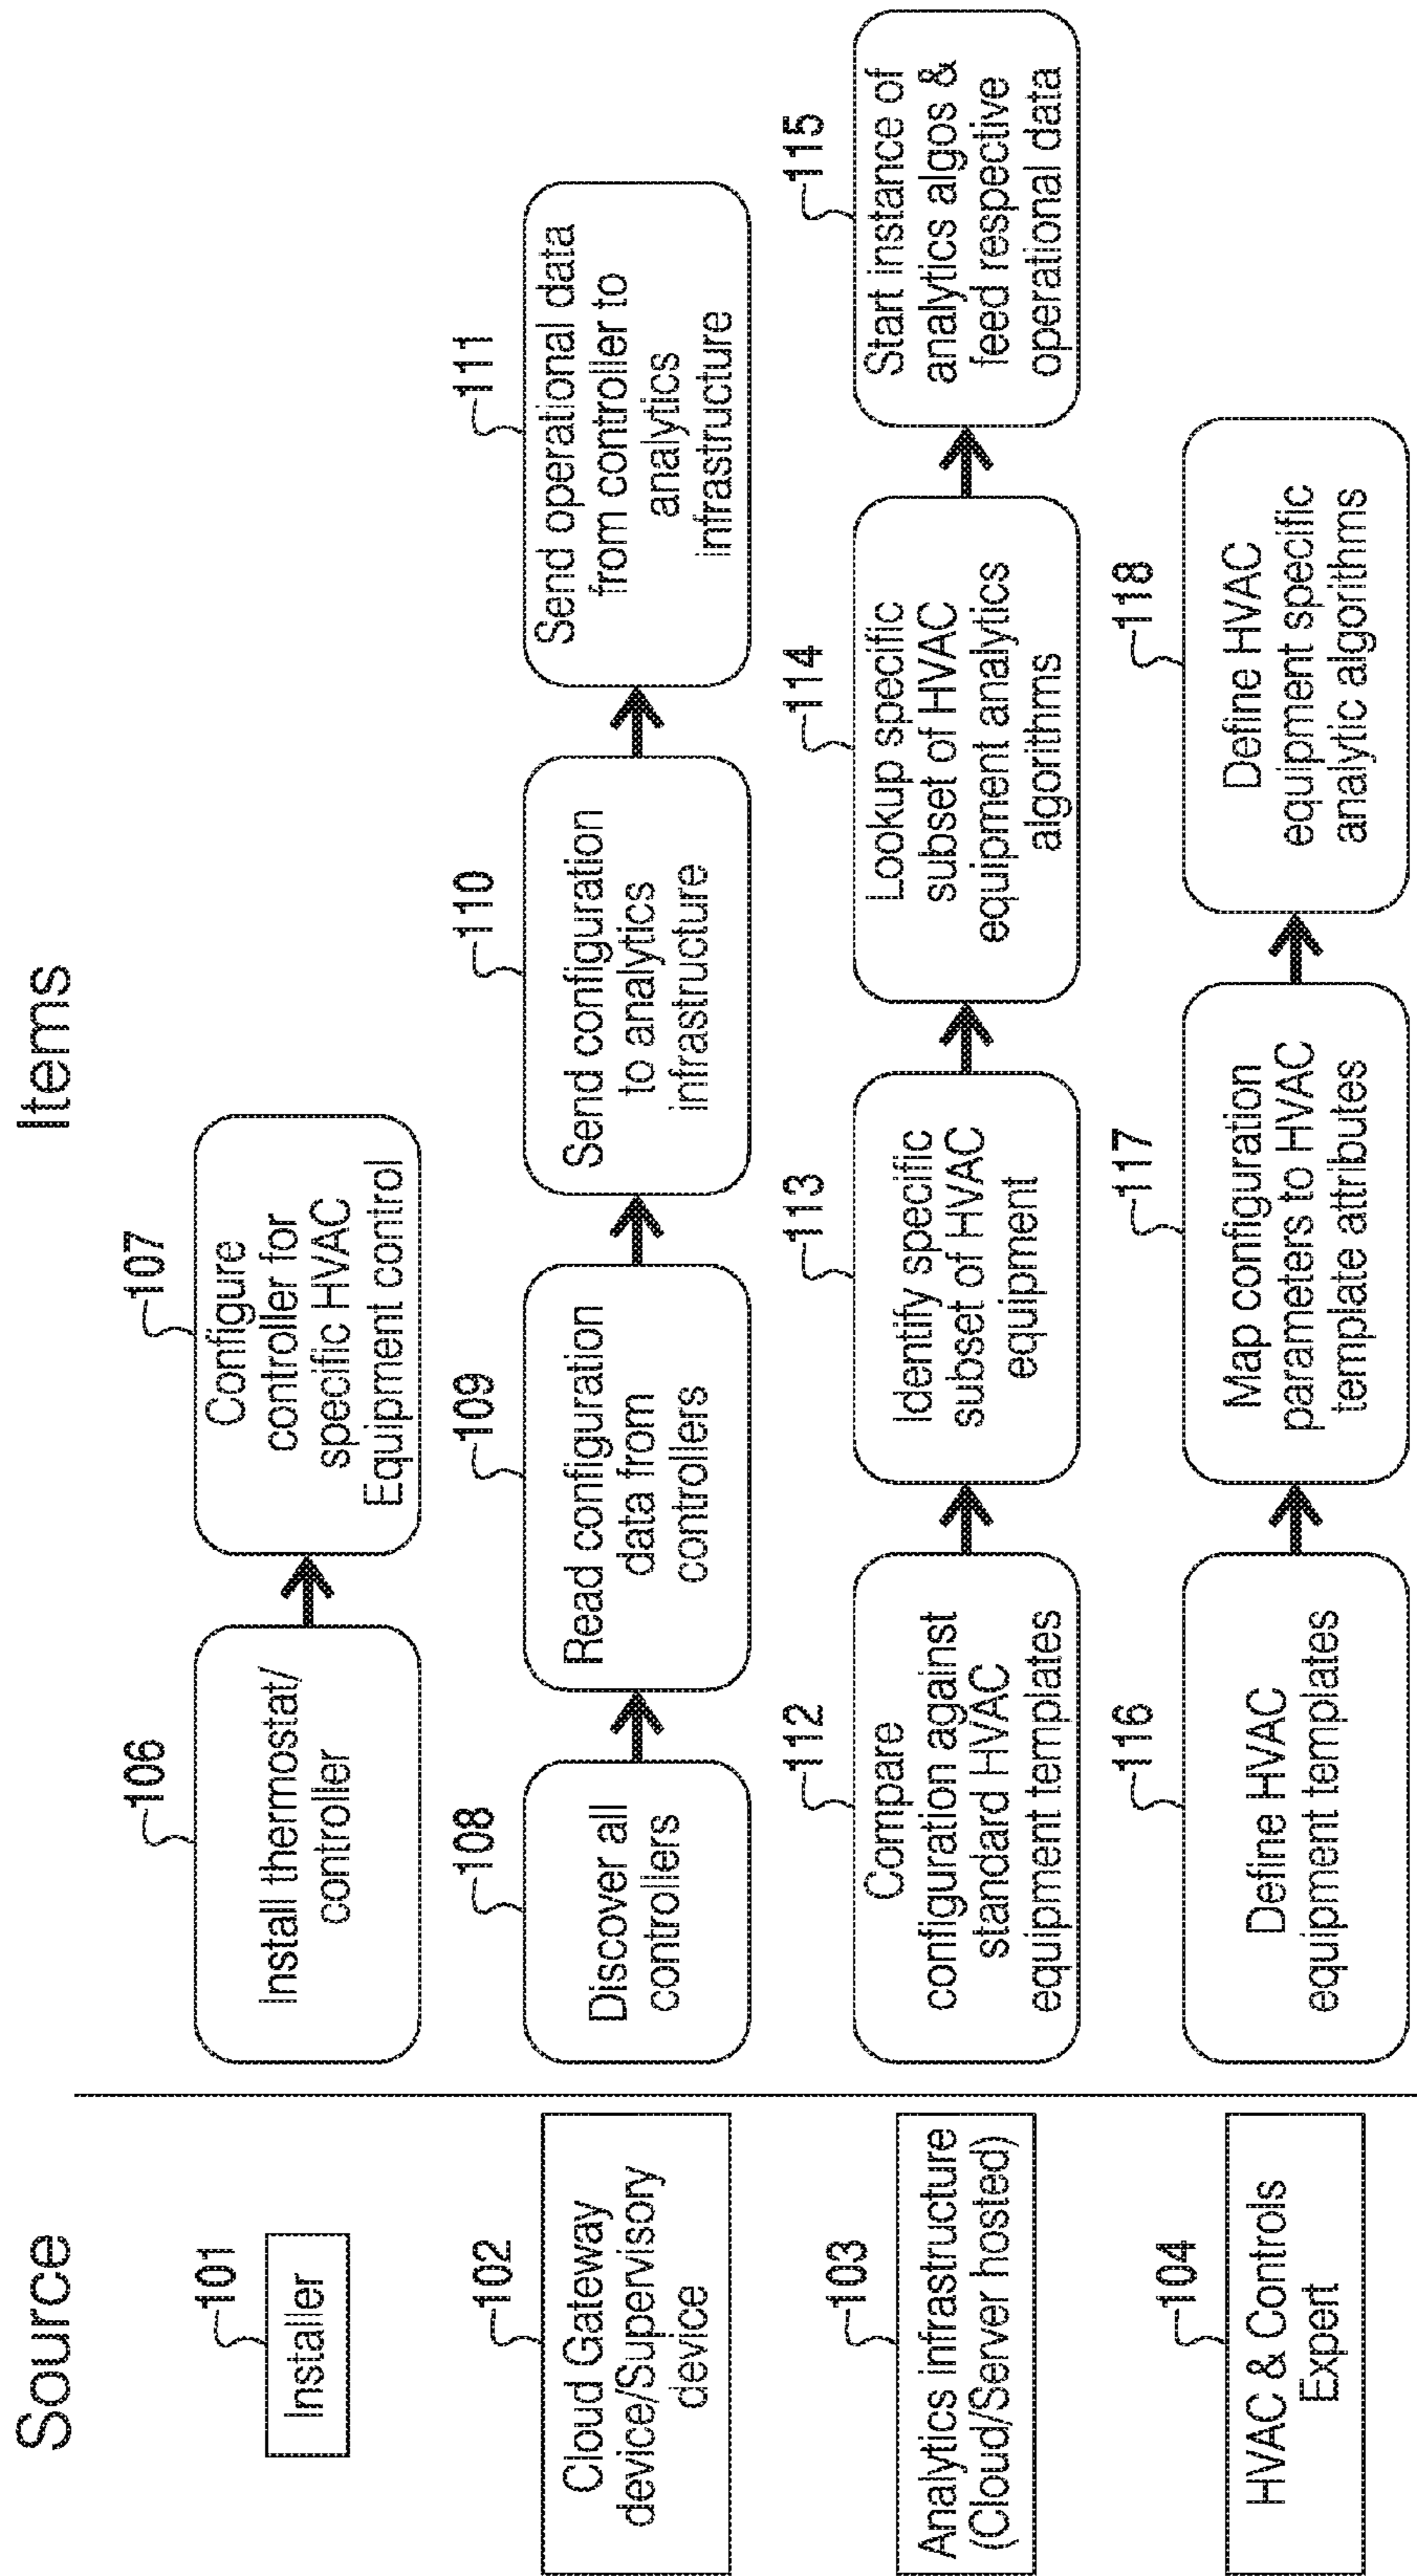 Source
Items
101
Installer
106
Install thermostat/
controller
107
Configure
controller for
specific HVAC
Equipment control
102
Cloud Gateway
device/Supervisory
device
108
Discover all
controllers
109
Read configuration
data from
controllers
110
Send configuration
to analytics
infrastructure
111
Send operational data
from controller to
analytics
infrastructure
103
Analytics infrastructure
(Cloud/Server hosted)
112
Compare
configuration against
standard HVAC
equipment templates
113
Identify specific
subset of HVAC
equipment
114
Lookup specific
subset of HVAC
equipment analytics
algorithms
115
Start instance of
analytics algos &
feed respective
operational data
104
HVAC & Controls
Expert
116
Define HVAC
equipment templates
117
Map configuration
parameters to HVAC
template attributes
118
Define HVAC
equipment specific
analytic algorithms